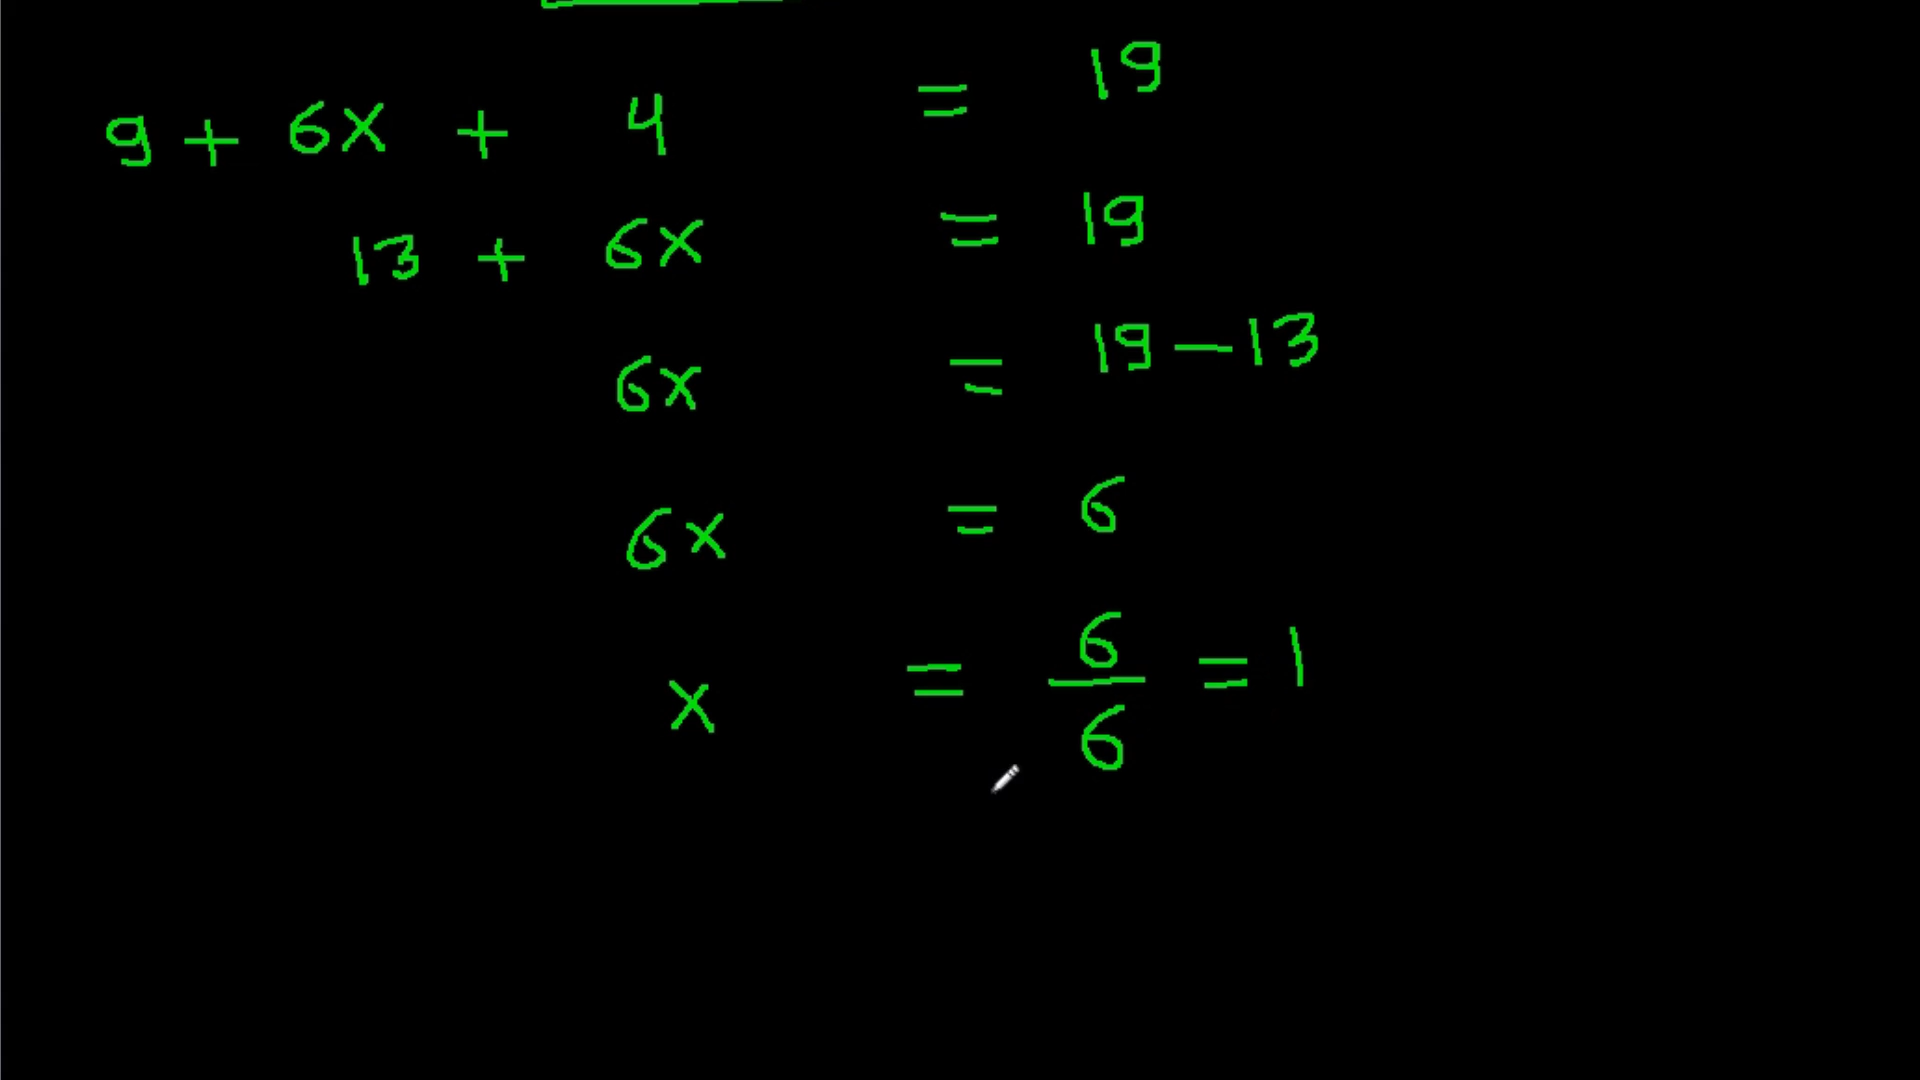 9 + 6x + 4 = 19
13 + 6x = 19
6x = 19 - 13
6x = 6
x = 6/6 = 1